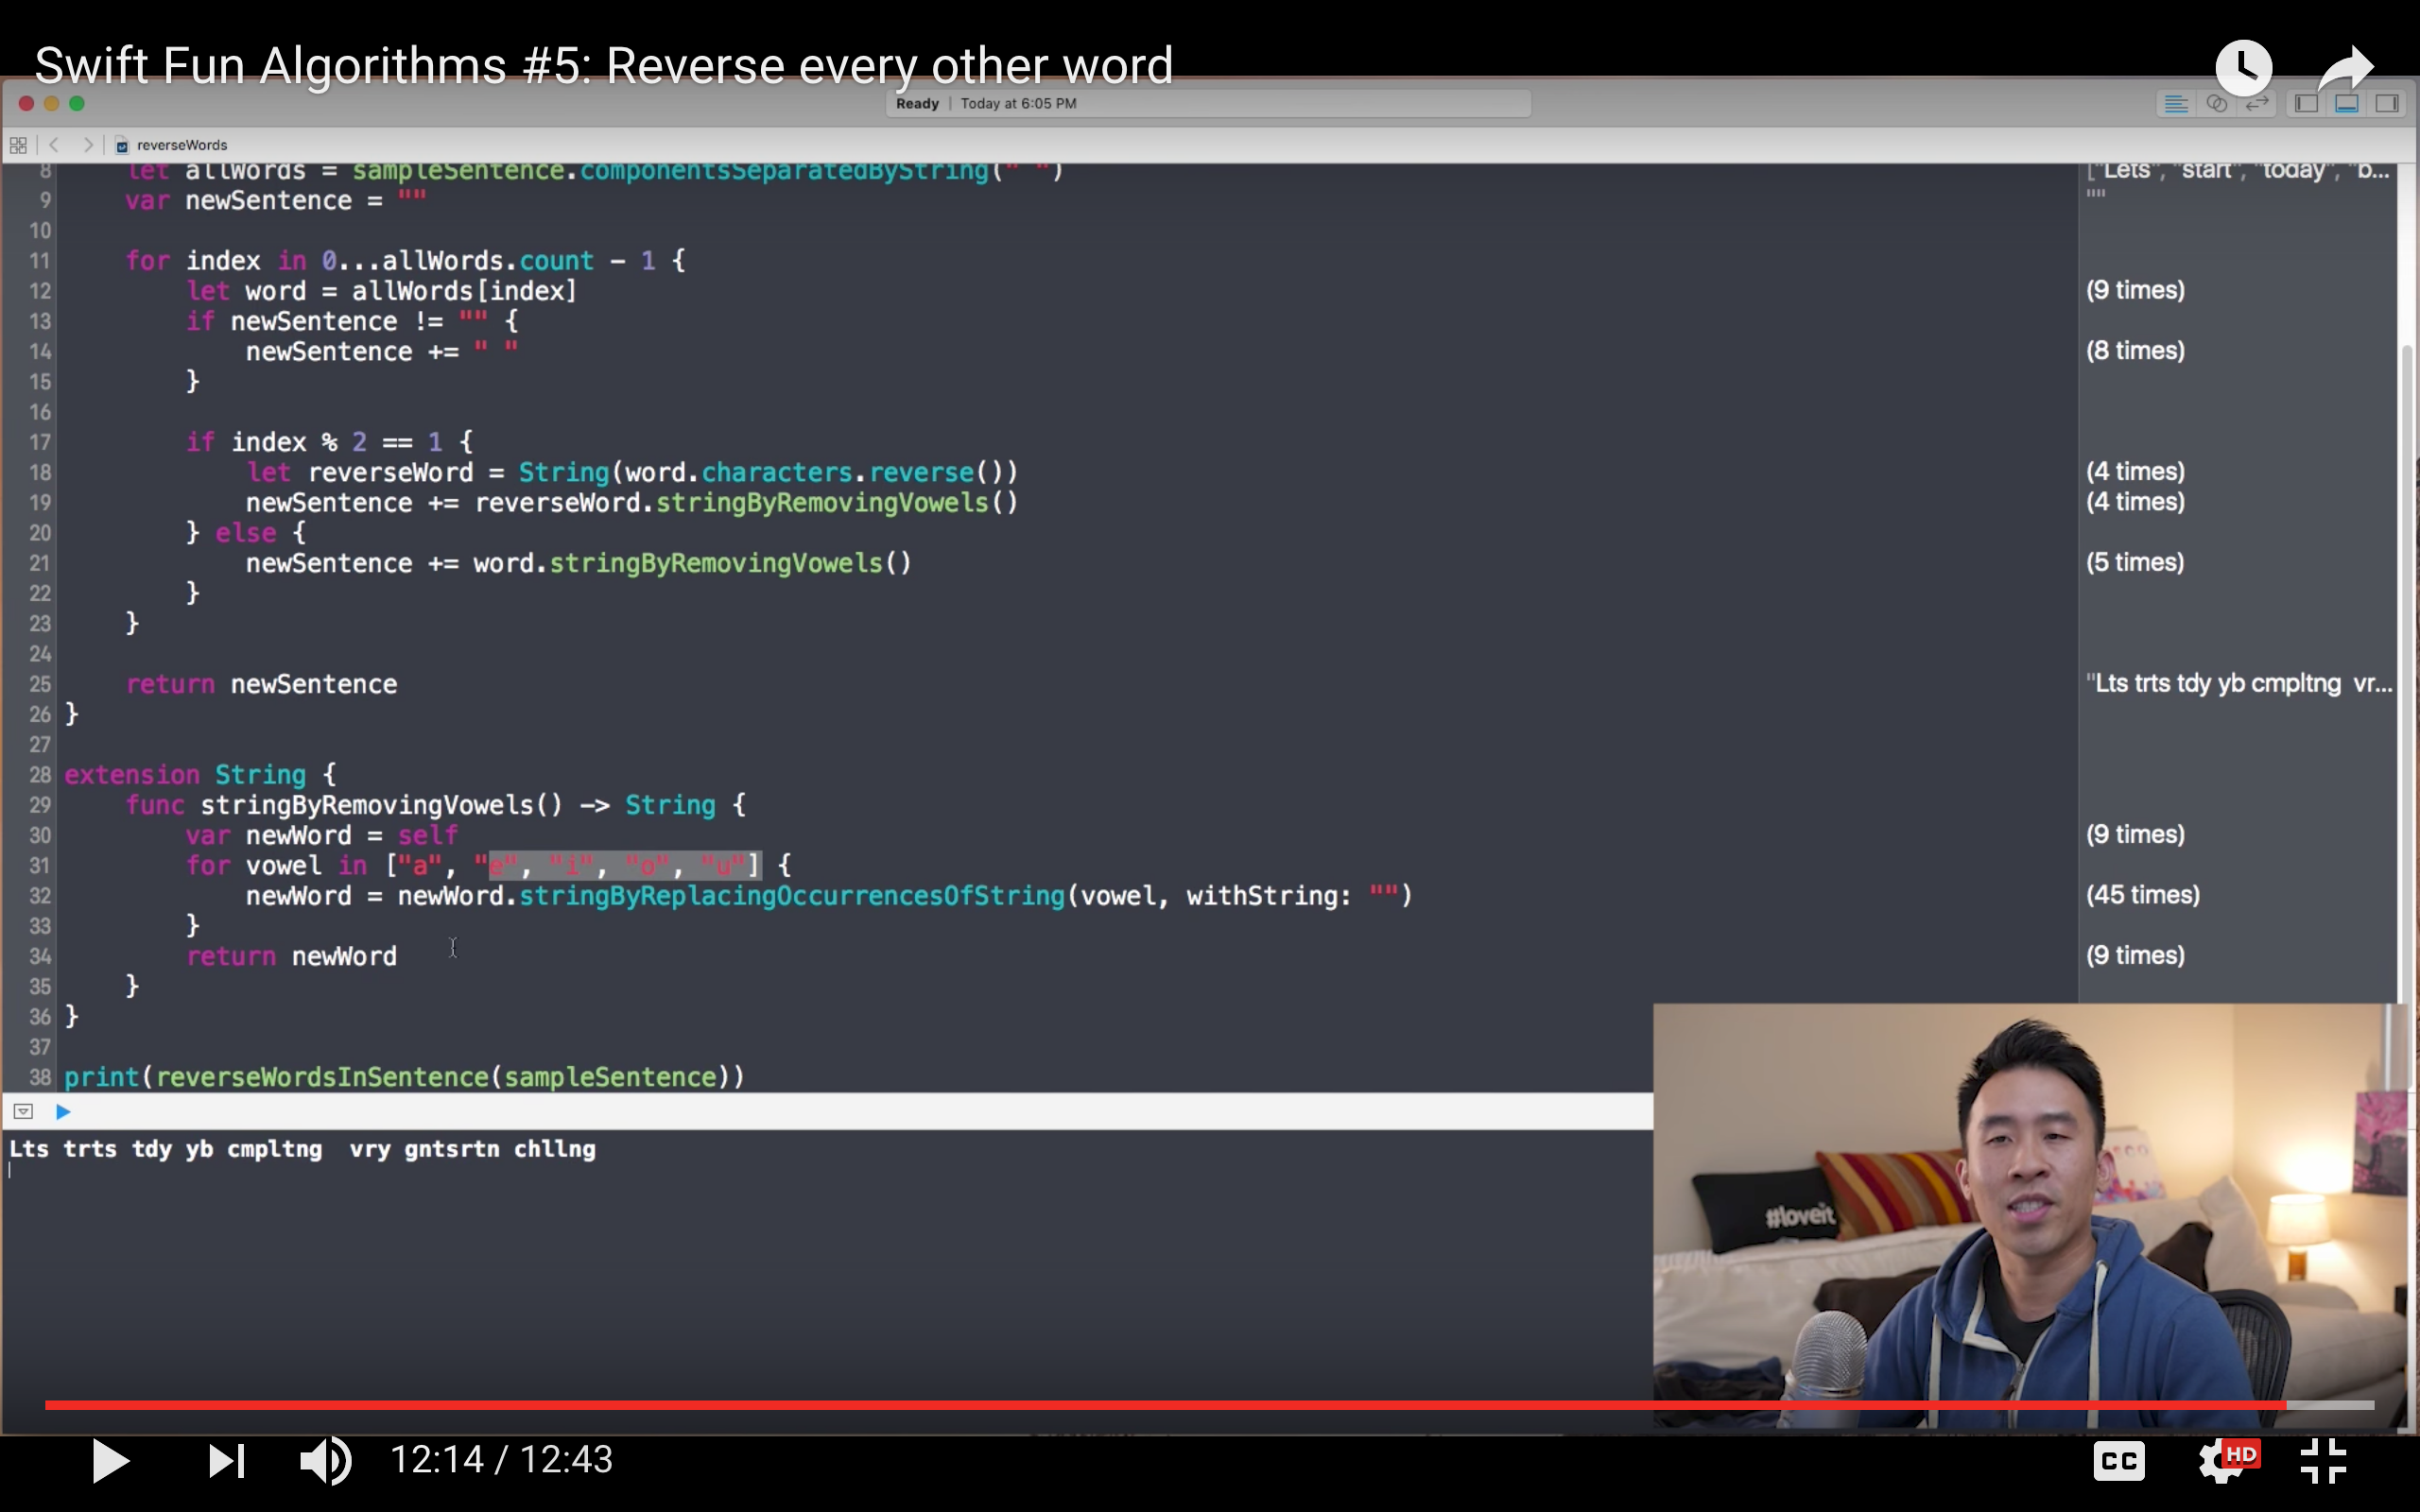 Swift Fun Algorithms #5: Reverse every other word
Ready | Today at 6:05 PM
reverseWords
8 let allWords = sampleSentence.componentsSeparatedByString(" ")
["Lets", "start", "today", "b...
9 var newSentence = ""
""
10
11 for index in 0...allWords.count - 1 {
12 let word = allWords[index]
(9 times)
13 if newSentence != "" {
14 newSentence += " "
(8 times)
15 }
16
17 if index % 2 == 1 {
18 let reverseWord = String(word.characters.reverse())
(4 times)
19 newSentence += reverseWord.stringByRemovingVowels()
(4 times)
20 } else {
21 newSentence += word.stringByRemovingVowels()
(5 times)
22 }
23 }
24
25 return newSentence
"Lts trts tdy yb cmpltng  vr...
26 }
27
28 extension String {
29 func stringByRemovingVowels() -> String {
30 var newWord = self
(9 times)
31 for vowel in ["a", "e", "i", "o", "u"] {
32 newWord = newWord.stringByReplacingOccurrencesOfString(vowel, withString: "")
(45 times)
33 }
34 return newWord
(9 times)
35 }
36 }
37
38 print(reverseWordsInSentence(sampleSentence))
Lts trts tdy yb cmpltng  vry gntsrtn chllng
#loveit
12:14 / 12:43
CC
HD